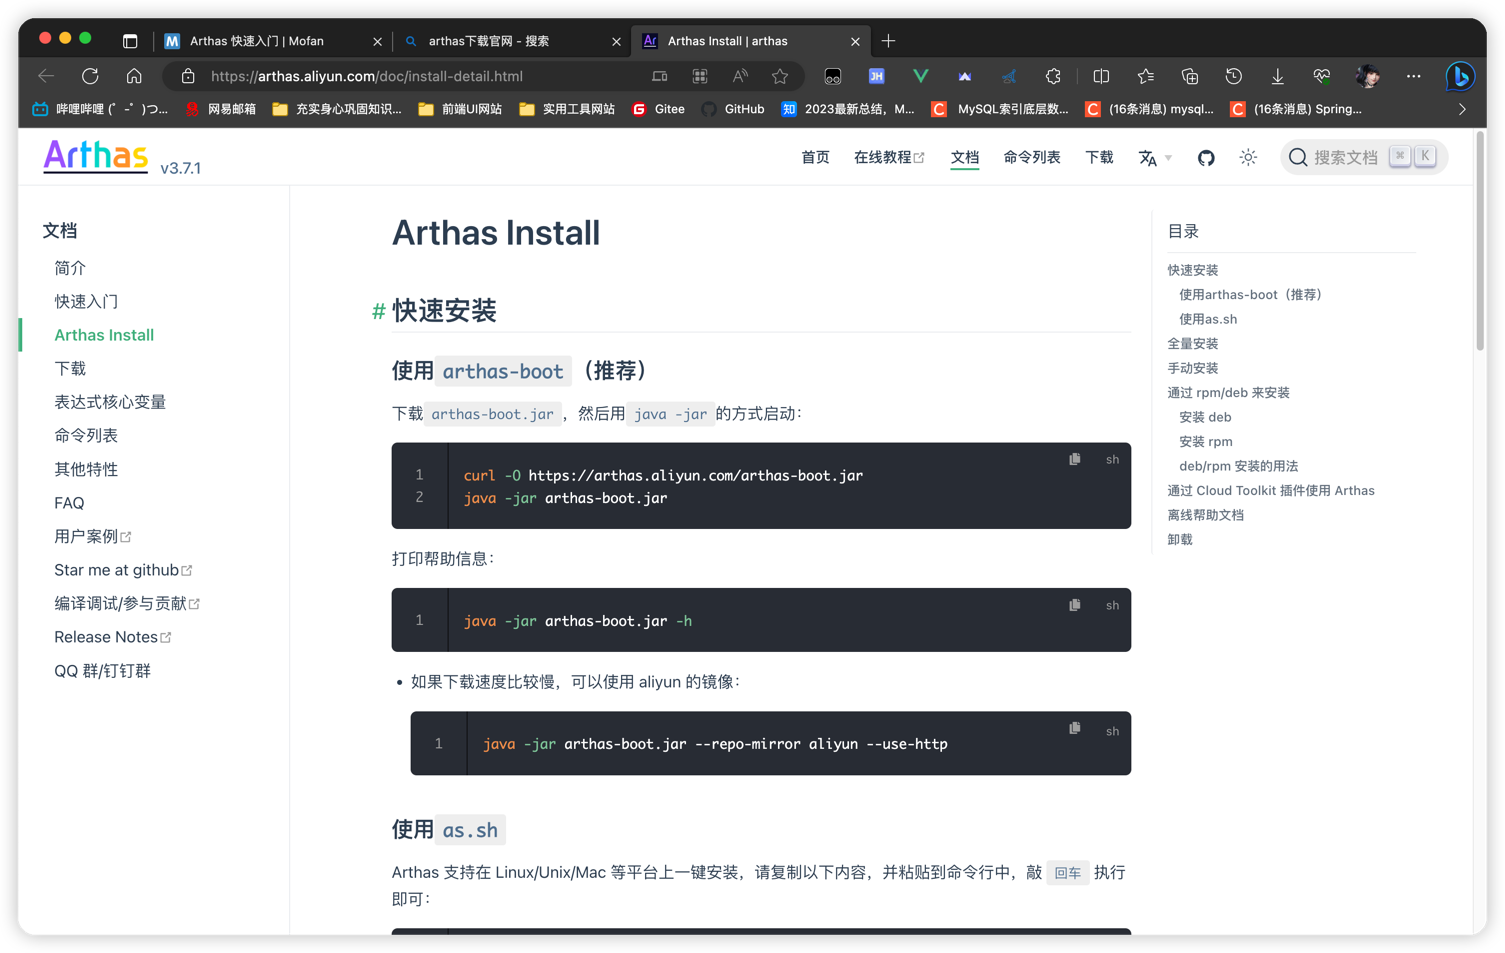 Arthas 快速入门 | Mofan
arthas下载官网 - 搜索
Ar
Arthas Install | arthas
https://arthas.aliyun.com/doc/install-detail.html
JH
哔哩哔哩 (゜-゜)つ...
网易邮箱
充实身心巩固知识...
前端UI网站
实用工具网站
G
Gitee
GitHub
知
2023最新总结，M...
C
MySQL索引底层数...
C
(16条消息) mysql...
C
(16条消息) Spring...
Arthas v3.7.1
首页
在线教程
文档
命令列表
下载
搜索文档
⌘
K
文档
简介
快速入门
Arthas Install
下载
表达式核心变量
命令列表
其他特性
FAQ
用户案例
Star me at github
编译调试/参与贡献
Release Notes
QQ 群/钉钉群
Arthas Install
# 快速安装
使用 arthas-boot （推荐）
下载 arthas-boot.jar ，然后用 java -jar 的方式启动：
sh
1 curl -O https://arthas.aliyun.com/arthas-boot.jar
2 java -jar arthas-boot.jar
打印帮助信息：
sh
1 java -jar arthas-boot.jar -h
• 如果下载速度比较慢，可以使用 aliyun 的镜像：
sh
1 java -jar arthas-boot.jar --repo-mirror aliyun --use-http
使用 as.sh
Arthas 支持在 Linux/Unix/Mac 等平台上一键安装，请复制以下内容，并粘贴到命令行中，敲 回车 执行
即可：
目录
快速安装
使用arthas-boot（推荐）
使用as.sh
全量安装
手动安装
通过 rpm/deb 来安装
安装 deb
安装 rpm
deb/rpm 安装的用法
通过 Cloud Toolkit 插件使用 Arthas
离线帮助文档
卸载